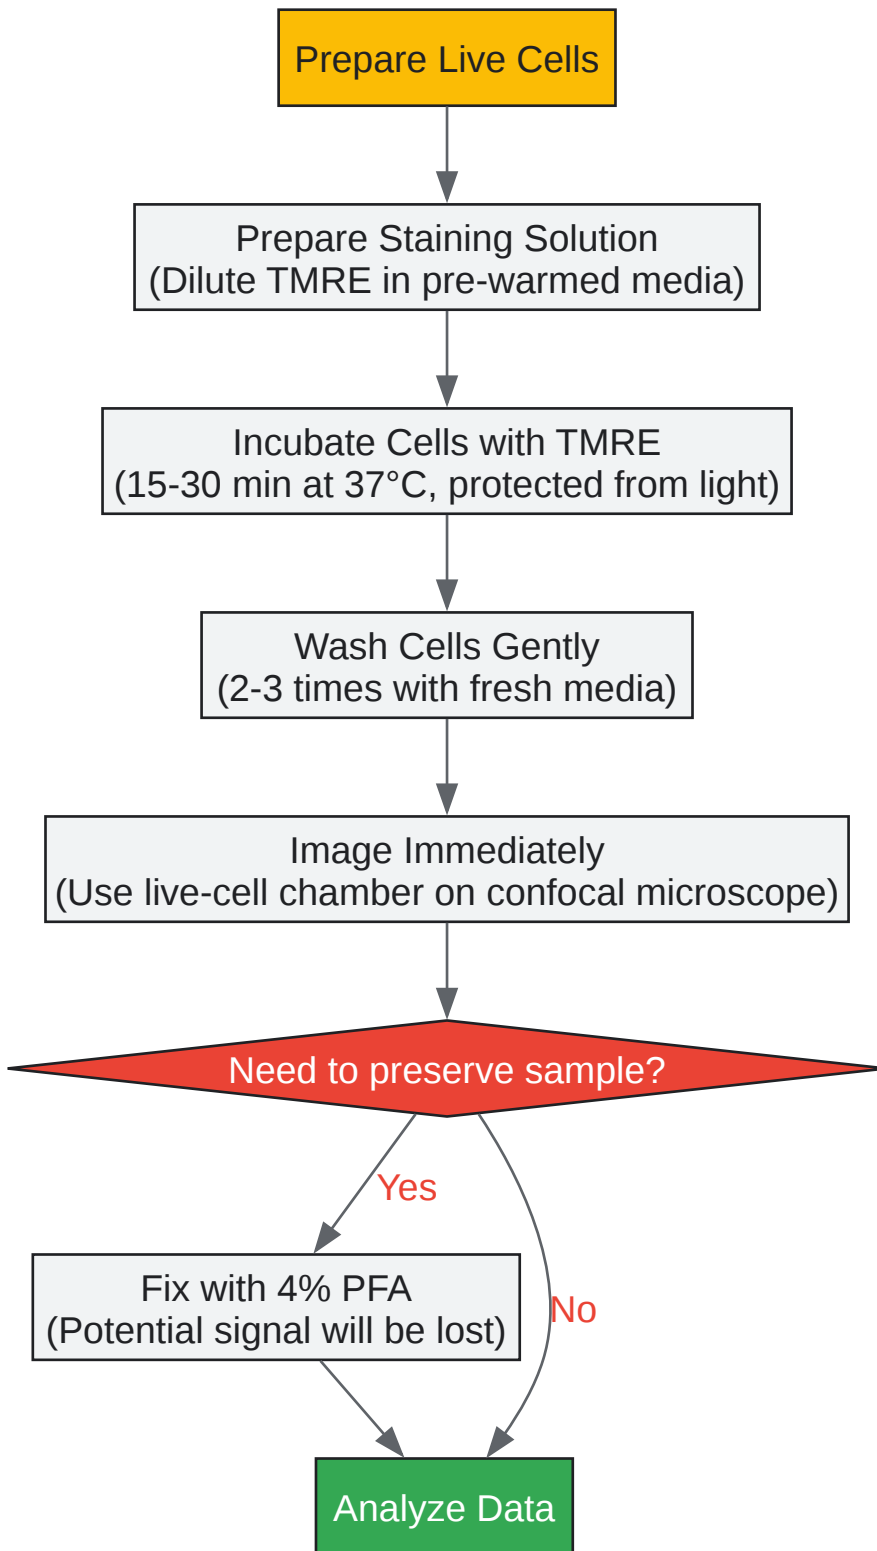 Prepare Live Cells
Prepare Staining Solution
(Dilute TMRE in pre-warmed media)
Incubate Cells with TMRE
(15-30 min at 37°C, protected from light)
Wash Cells Gently
(2-3 times with fresh media)
Image Immediately
(Use live-cell chamber on confocal microscope)
Need to preserve sample?
Yes
Fix with 4% PFA
(Potential signal will be lost)
No
Analyze Data